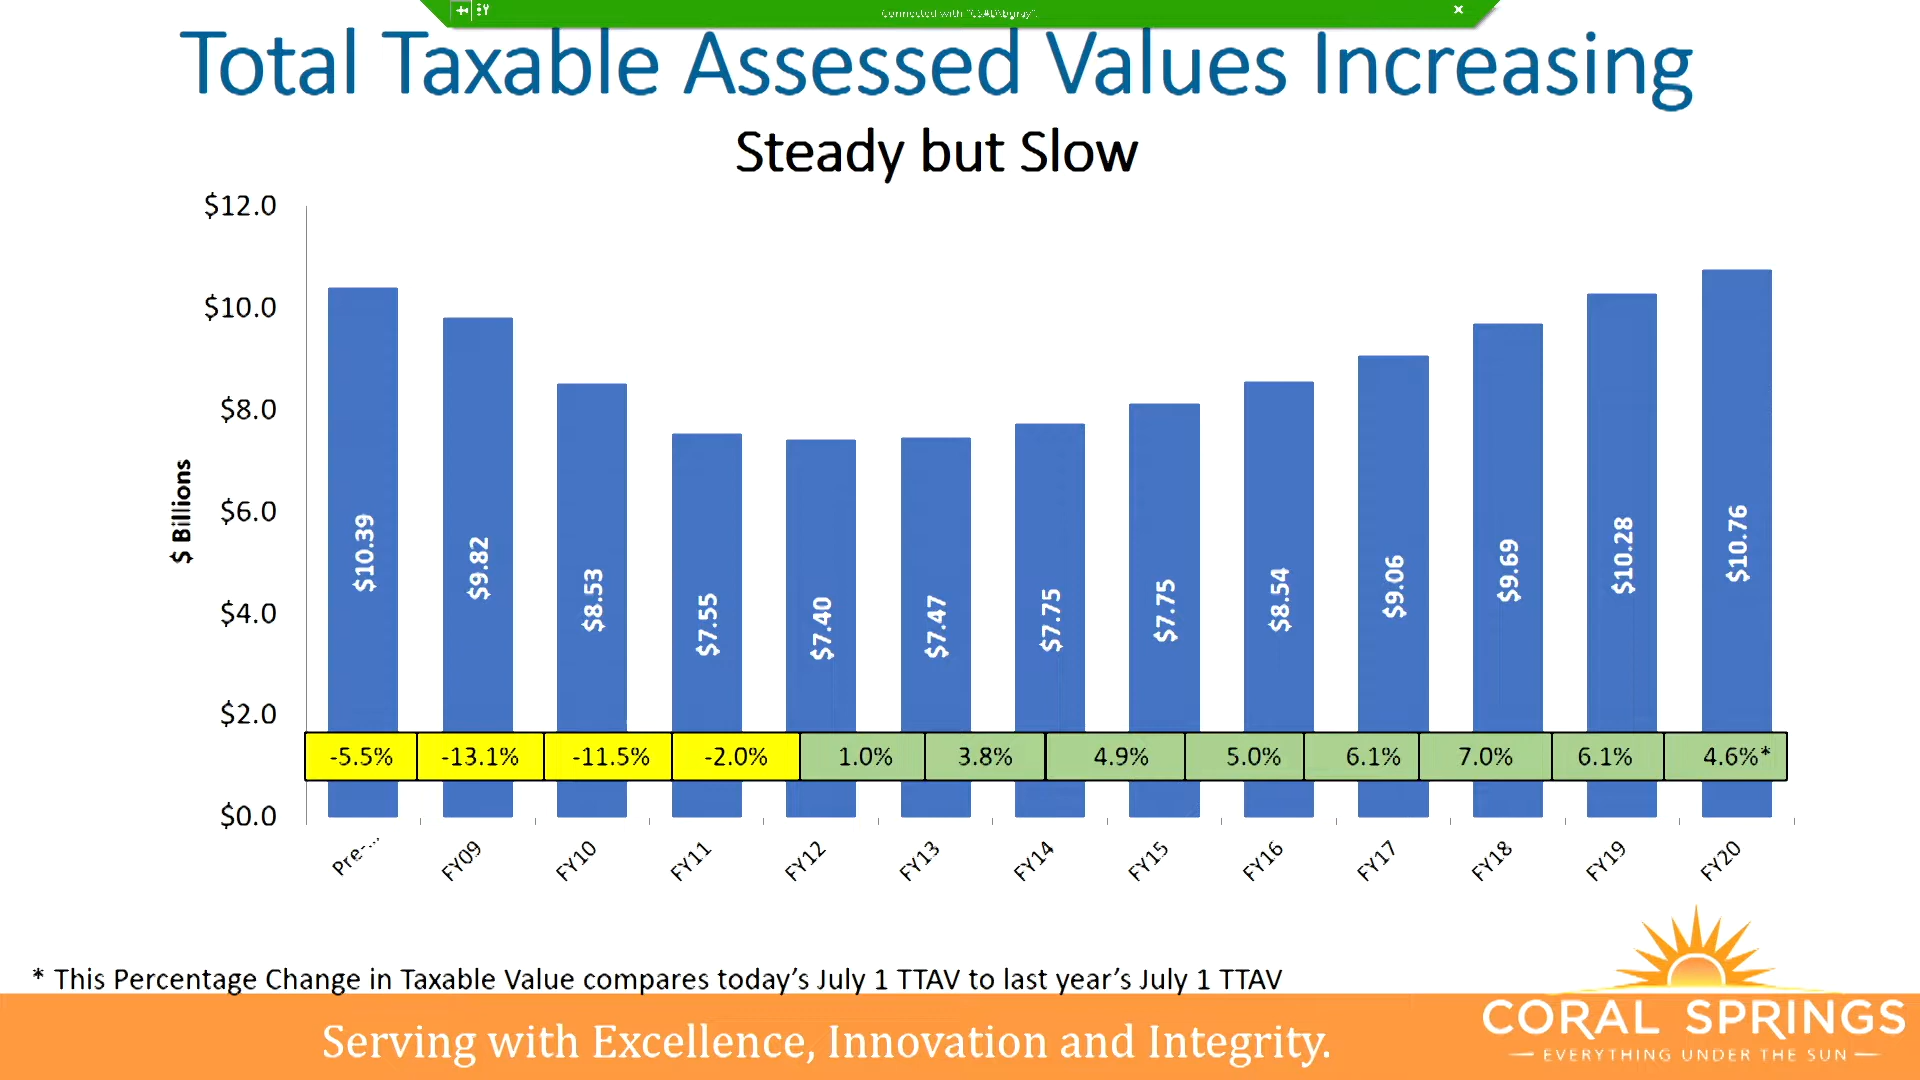 Connected with "CSMD\bgray".
Total Taxable Assessed Values Increasing
Steady but Slow
$ Billions
$12.0
$10.0
$8.0
$6.0
$4.0
$2.0
$0.0
$10.39
$9.82
$8.53
$7.55
$7.40
$7.47
$7.75
$7.75
$8.54
$9.06
$9.69
$10.28
$10.76
-5.5% -13.1% -11.5% -2.0% 1.0% 3.8% 4.9% 5.0% 6.1% 7.0% 6.1% 4.6%*
Pre-... FY09 FY10 FY11 FY12 FY13 FY14 FY15 FY16 FY17 FY18 FY19 FY20
* This Percentage Change in Taxable Value compares today's July 1 TTAV to last year's July 1 TTAV
Serving with Excellence, Innovation and Integrity.
CORAL SPRINGS
EVERYTHING UNDER THE SUN